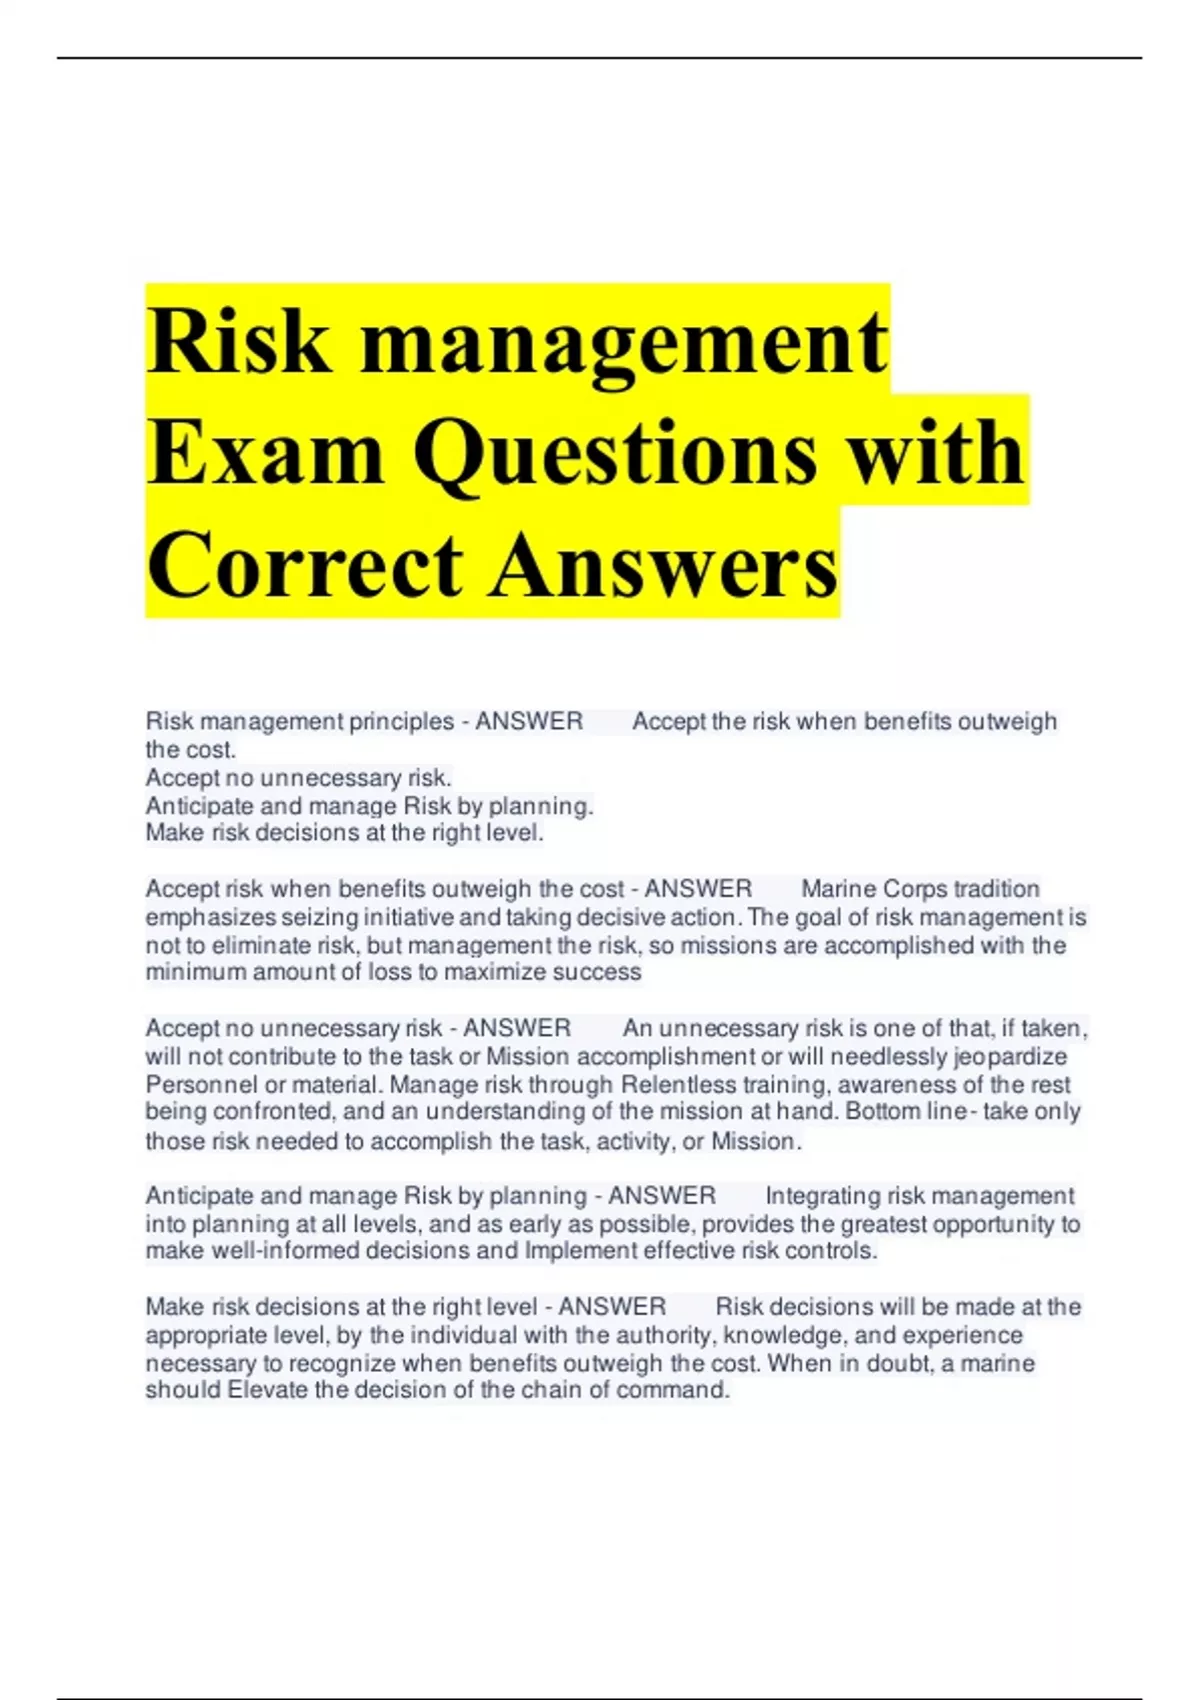 Risk management
Exam Questions with
Correct Answers
Risk management principles - ANSWER Accept the risk when benefits outweigh
the cost.
Accept no unnecessary risk.
Anticipate and manage Risk by planning.
Make risk decisions at the right level.
Accept risk when benefits outweigh the cost - ANSWER Marine Corps tradition
emphasizes seizing initiative and taking decisive action. The goal of risk management is
not to eliminate risk, but management the risk, so missions are accomplished with the
minimum amount of loss to maximize success
Accept no unnecessary risk - ANSWER An unnecessary risk is one of that, if taken,
will not contribute to the task or Mission accomplishment or will needlessly jeopardize
Personnel or material. Manage risk through Relentless training, awareness of the rest
being confronted, and an understanding of the mission at hand. Bottom line- take only
those risk needed to accomplish the task, activity, or Mission.
Anticipate and manage Risk by planning - ANSWER Integrating risk management
into planning at all levels, and as early as possible, provides the greatest opportunity to
make well-informed decisions and Implement effective risk controls.
Make risk decisions at the right level - ANSWER Risk decisions will be made at the
appropriate level, by the individual with the authority, knowledge, and experience
necessary to recognize when benefits outweigh the cost. When in doubt, a marine
should Elevate the decision of the chain of command.